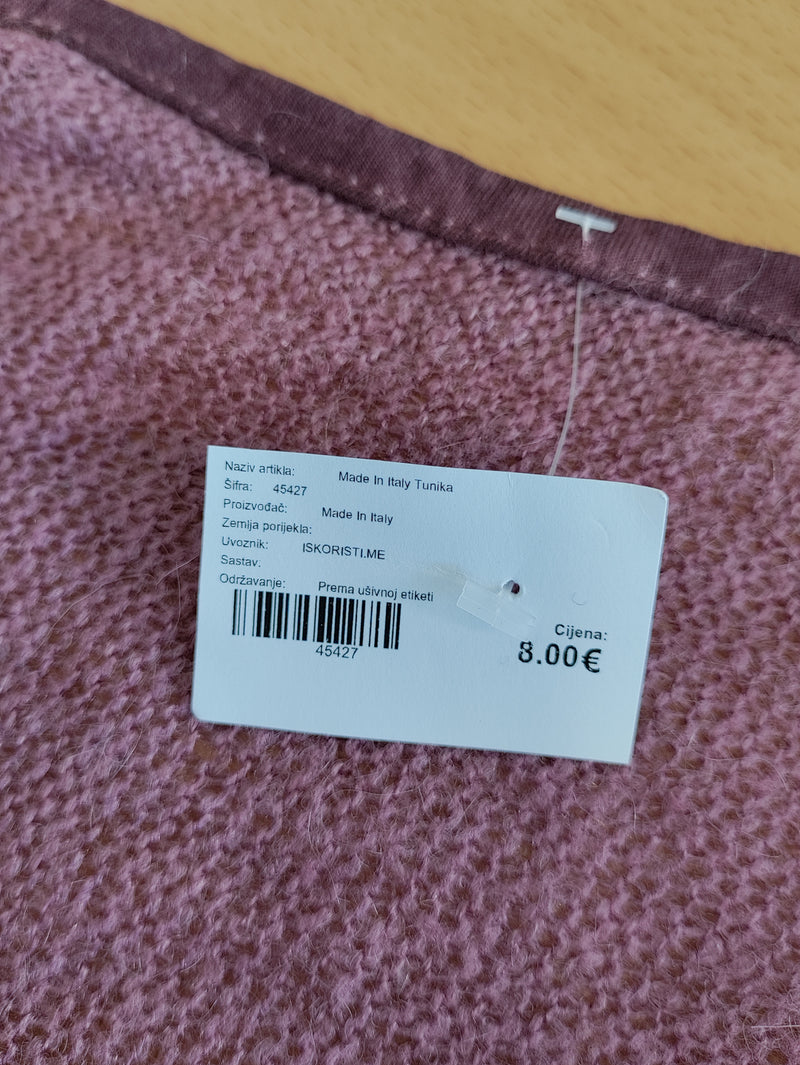 Naziv artikla: Made In Italy Tunika
Šifra: 45427
Proizvođač: Made In Italy
Zemlja porijekla:
Uvoznik: ISKORISTI.ME
Sastav:
Održavanje: Prema ušivnoj etiketi
45427
Cijena:
8.00€